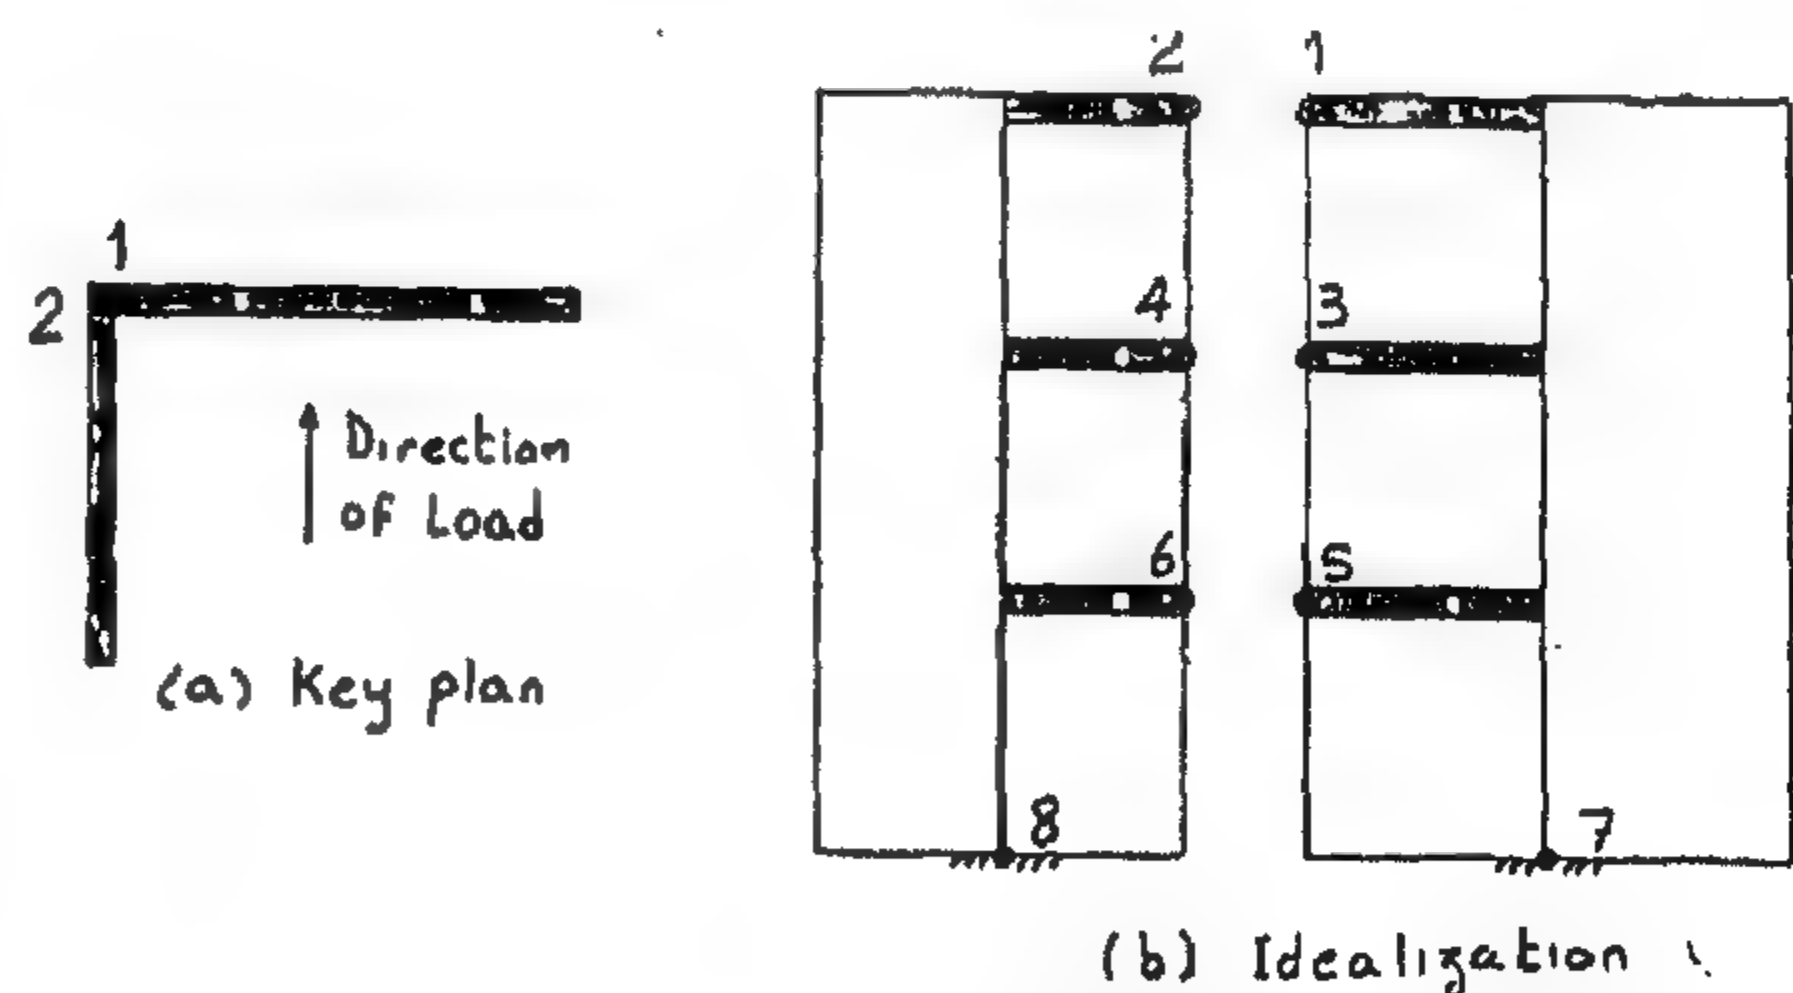 1
2
Direction
of Load
(a) Key plan
2 1
4 3
6 5
8 7
(b) Idealization